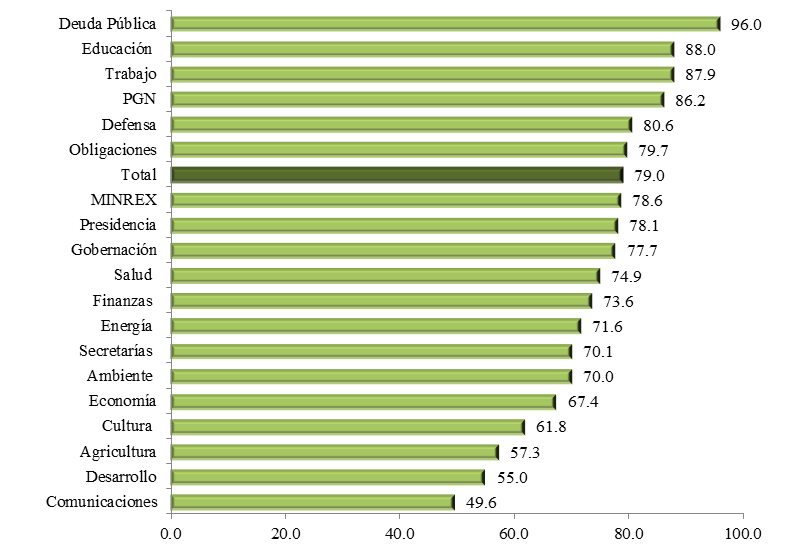 Deuda Pública 96.0
Educación 88.0
Trabajo 87.9
PGN 86.2
Defensa 80.6
Obligaciones 79.7
Total 79.0
MINREX 78.6
Presidencia 78.1
Gobernación 77.7
Salud 74.9
Finanzas 73.6
Energía 71.6
Secretarías 70.1
Ambiente 70.0
Economía 67.4
Cultura 61.8
Agricultura 57.3
Desarrollo 55.0
Comunicaciones 49.6
0.0 20.0 40.0 60.0 80.0 100.0